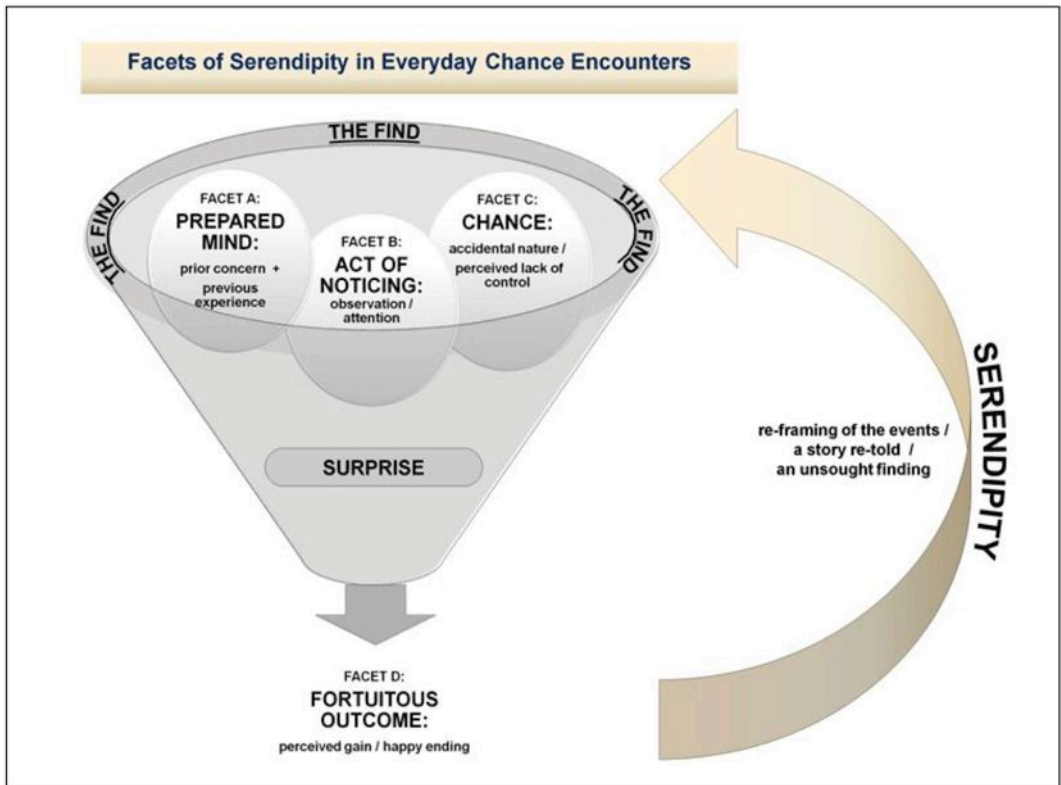 Facets of Serendipity in Everyday Chance Encounters
THE FIND
THE FIND
THE FIND
FACET A:
PREPARED
MIND:
prior concern +
previous
experience
FACET B:
ACT OF
NOTICING:
observation /
attention
FACET C:
CHANCE:
accidental nature /
perceived lack of
control
SURPRISE
FACET D:
FORTUITOUS
OUTCOME:
perceived gain / happy ending
re-framing of the events /
a story re-told /
an unsought finding
SERENDIPITY